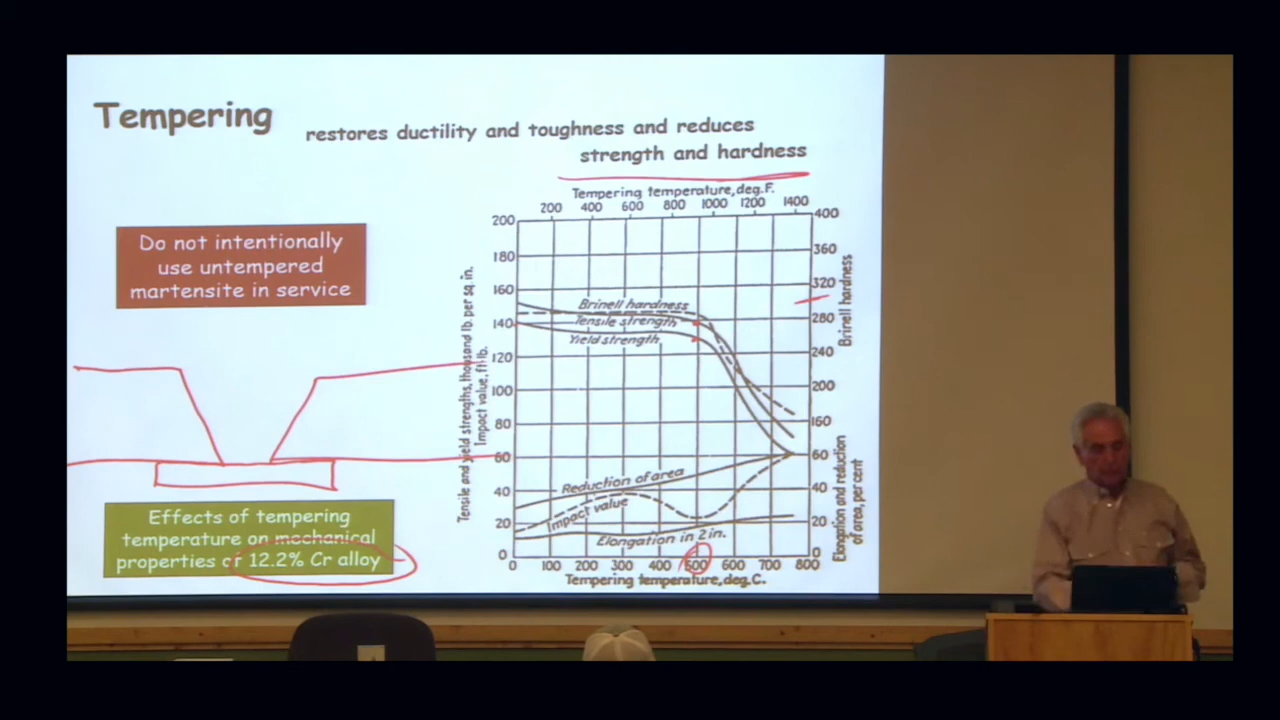 Tempering
restores ductility and toughness and reduces
strength and hardness
Do not intentionally
use untempered
martensite in service
Effects of tempering
temperature on mechanical
properties or 12.2% Cr alloy
Tempering temperature, deg. F.
200 400 600 800 1000 1200 1400
Tensile and yield strengths, thousand lb. per sq. in.
Impact value, ft lb.
200
180
160
140
120
100
80
60
40
20
0
Brinell hardness
Tensile strength
Yield strength
Reduction of area
Impact value
Elongation in 2 in.
400
360
320
280
240
200
160
60
40
20
0
Brinell hardness
Elongation and reduction
of area, per cent
0 100 200 300 400 500 600 700 800
Tempering temperature, deg. C.